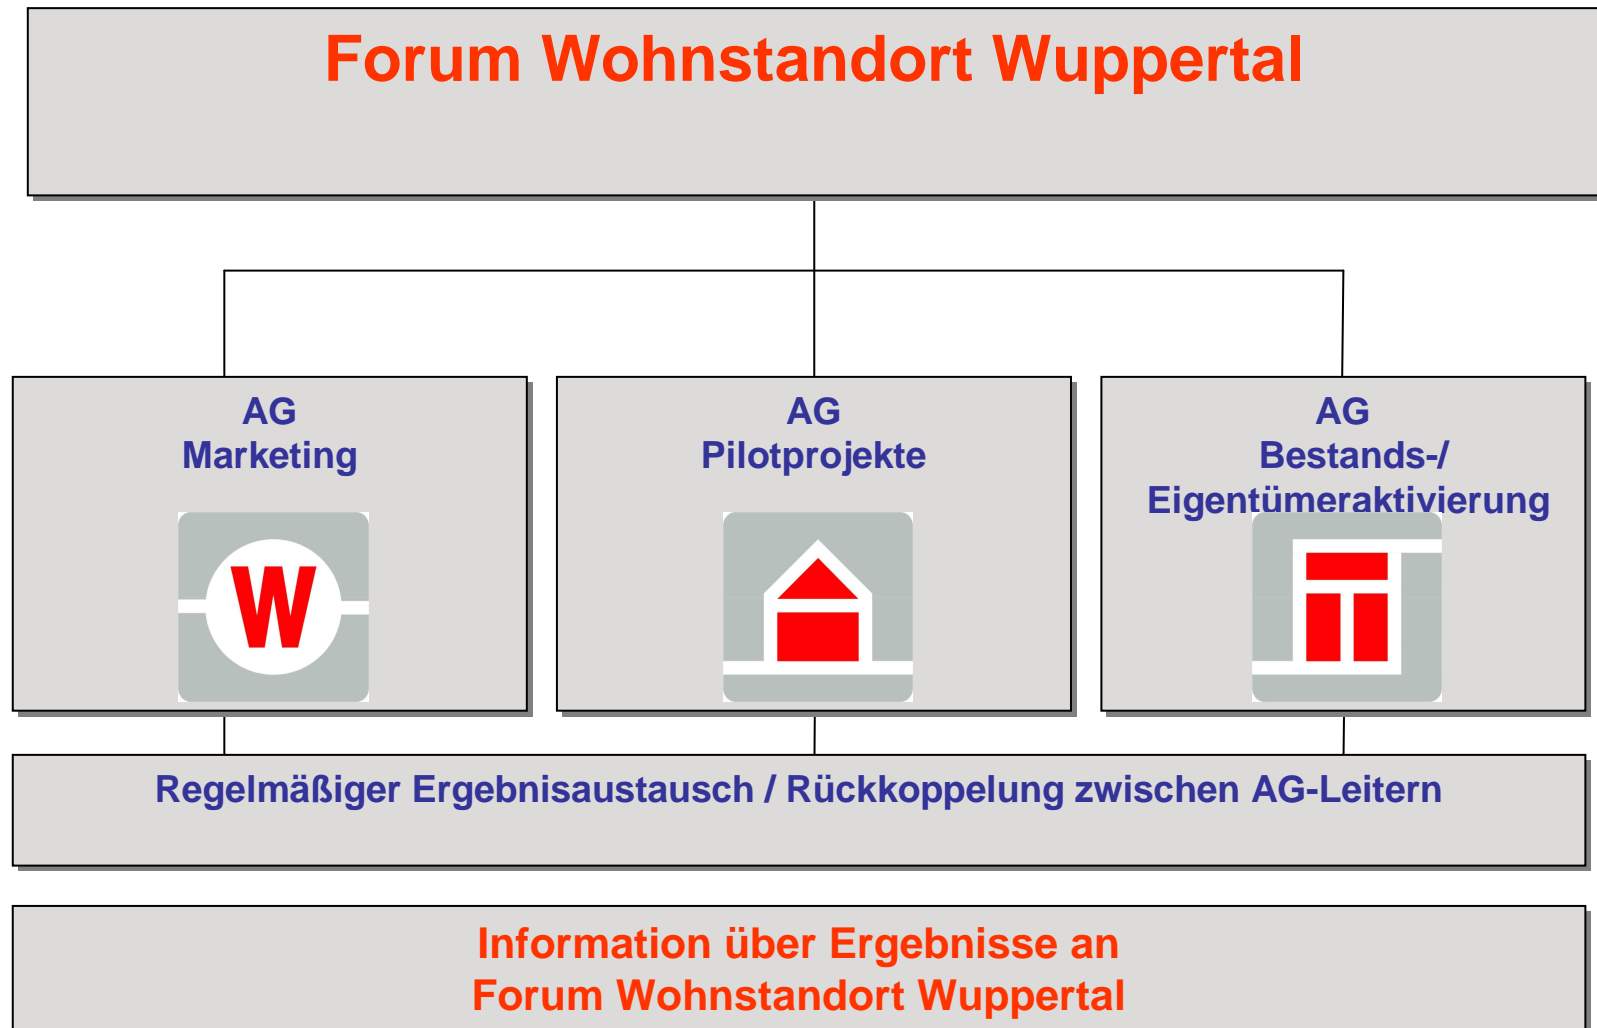 Forum Wohnstandort Wuppertal
AG
Marketing
W
AG
Pilotprojekte
AG
Bestands-/
Eigentümeraktivierung
Regelmäßiger Ergebnisaustausch / Rückkoppelung zwischen AG-Leitern
Information über Ergebnisse an
Forum Wohnstandort Wuppertal